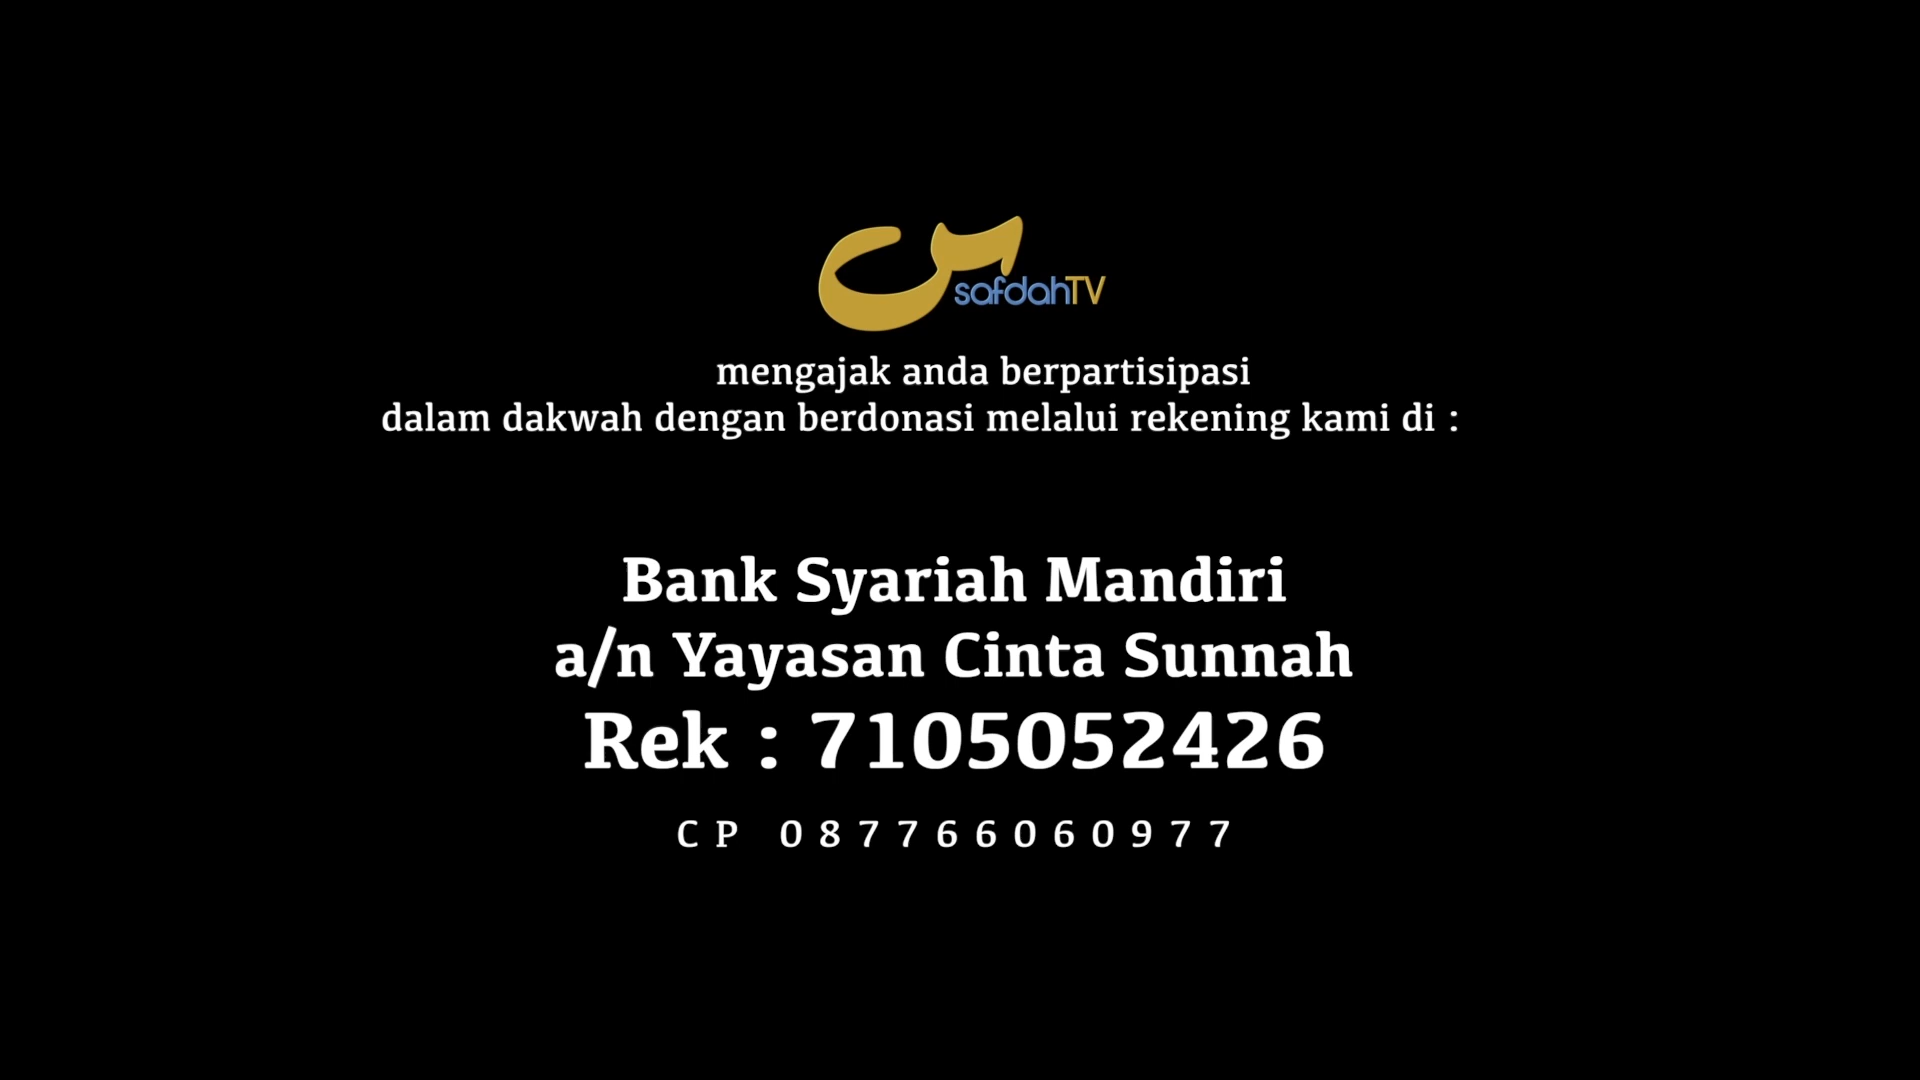 safdahTV
mengajak anda berpartisipasi
dalam dakwah dengan berdonasi melalui rekening kami di :
Bank Syariah Mandiri
a/n Yayasan Cinta Sunnah
Rek : 7105052426
CP 087766060977